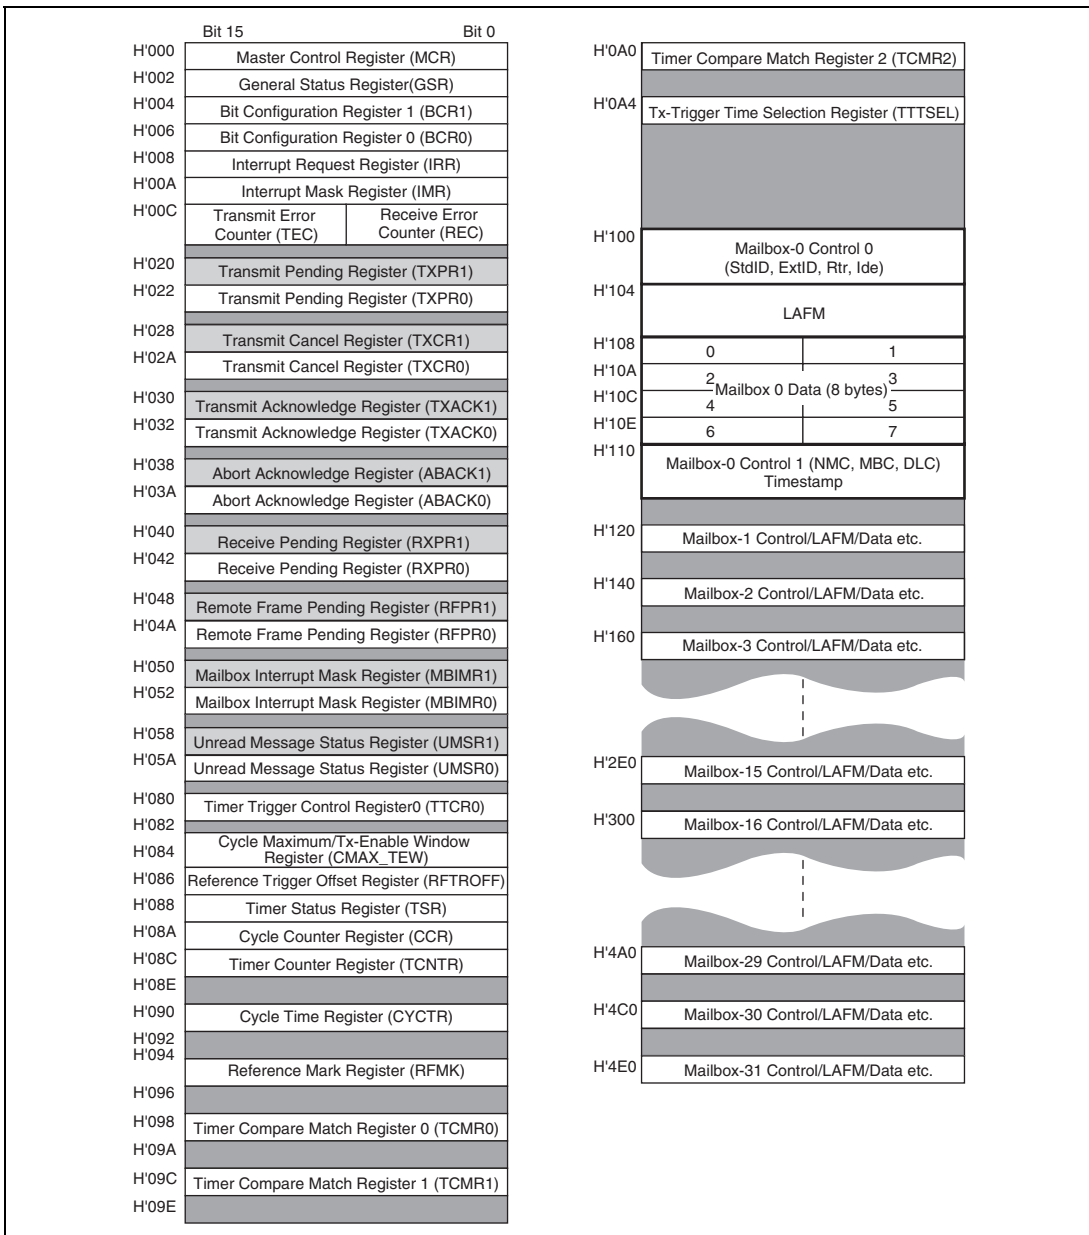 Bit 15 Bit 0
H'000 Master Control Register (MCR)
H'002 General Status Register(GSR)
H'004 Bit Configuration Register 1 (BCR1)
H'006 Bit Configuration Register 0 (BCR0)
H'008 Interrupt Request Register (IRR)
H'00A Interrupt Mask Register (IMR)
H'00C Transmit Error Counter (TEC) Receive Error Counter (REC)
H'020 Transmit Pending Register (TXPR1)
H'022 Transmit Pending Register (TXPR0)
H'028 Transmit Cancel Register (TXCR1)
H'02A Transmit Cancel Register (TXCR0)
H'030 Transmit Acknowledge Register (TXACK1)
H'032 Transmit Acknowledge Register (TXACK0)
H'038 Abort Acknowledge Register (ABACK1)
H'03A Abort Acknowledge Register (ABACK0)
H'040 Receive Pending Register (RXPR1)
H'042 Receive Pending Register (RXPR0)
H'048 Remote Frame Pending Register (RFPR1)
H'04A Remote Frame Pending Register (RFPR0)
H'050 Mailbox Interrupt Mask Register (MBIMR1)
H'052 Mailbox Interrupt Mask Register (MBIMR0)
H'058 Unread Message Status Register (UMSR1)
H'05A Unread Message Status Register (UMSR0)
H'080 Timer Trigger Control Register0 (TTCR0)
H'082
H'084 Cycle Maximum/Tx-Enable Window
Register (CMAX_TEW)
H'086 Reference Trigger Offset Register (RFTROFF)
H'088 Timer Status Register (TSR)
H'08A Cycle Counter Register (CCR)
H'08C Timer Counter Register (TCNTR)
H'08E
H'090 Cycle Time Register (CYCTR)
H'092
H'094
Reference Mark Register (RFMK)
H'096
H'098 Timer Compare Match Register 0 (TCMR0)
H'09A
H'09C Timer Compare Match Register 1 (TCMR1)
H'09E
H'0A0 Timer Compare Match Register 2 (TCMR2)
H'0A4 Tx-Trigger Time Selection Register (TTTSEL)
H'100 Mailbox-0 Control 0
(StdID, ExtID, Rtr, Ide)
H'104 LAFM
H'108 0 1
H'10A 2 3
Mailbox 0 Data (8 bytes)
H'10C 4 5
H'10E 6 7
H'110 Mailbox-0 Control 1 (NMC, MBC, DLC)
Timestamp
H'120 Mailbox-1 Control/LAFM/Data etc.
H'140 Mailbox-2 Control/LAFM/Data etc.
H'160 Mailbox-3 Control/LAFM/Data etc.
H'2E0 Mailbox-15 Control/LAFM/Data etc.
H'300 Mailbox-16 Control/LAFM/Data etc.
H'4A0 Mailbox-29 Control/LAFM/Data etc.
H'4C0 Mailbox-30 Control/LAFM/Data etc.
H'4E0 Mailbox-31 Control/LAFM/Data etc.